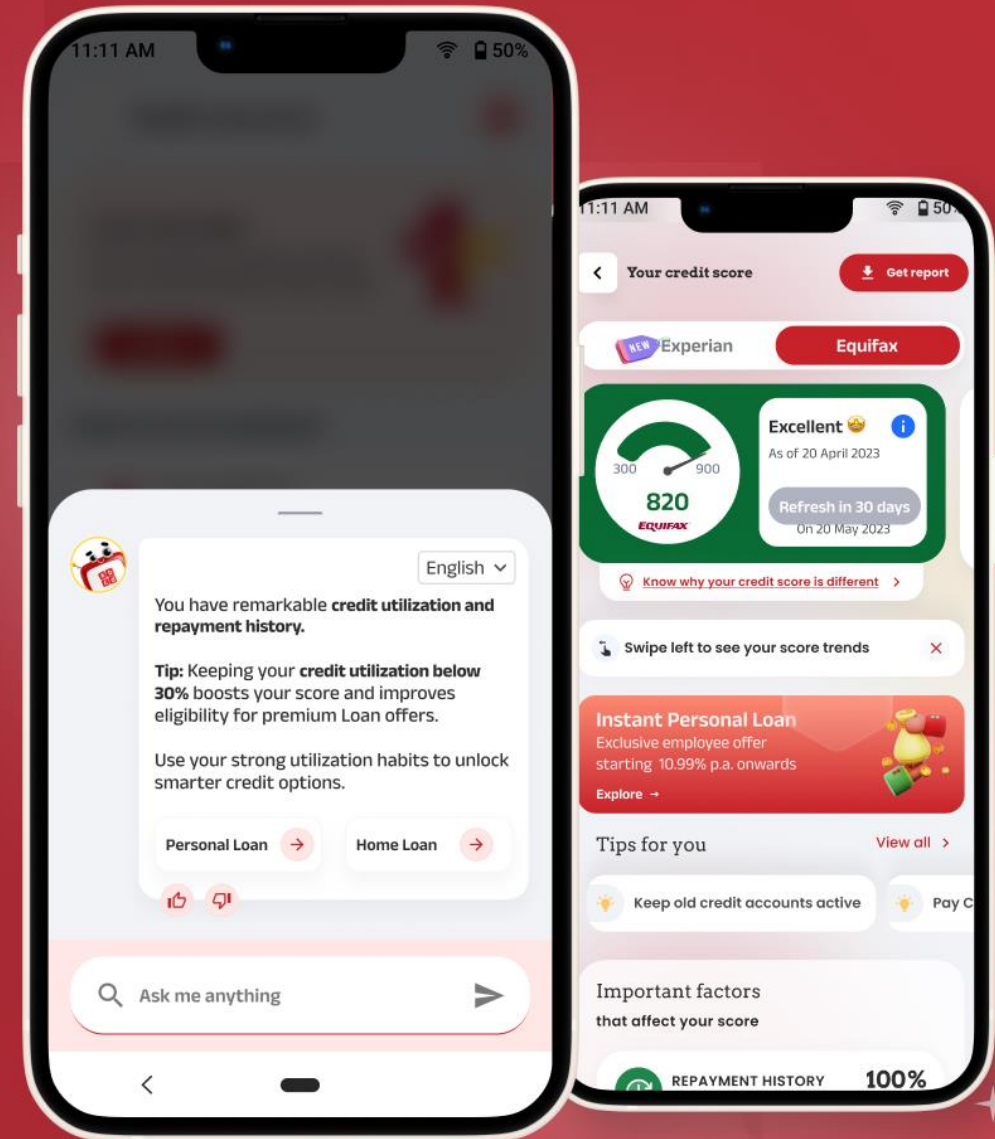 11:11 AM
50%
English
You have remarkable credit utilization and
repayment history.
Tip: Keeping your credit utilization below
30% boosts your score and improves
eligibility for premium Loan offers.
Use your strong utilization habits to unlock
smarter credit options.
Personal Loan
Home Loan
Ask me anything
11:11 AM
50%
Your credit score
Get report
NEW
Experian
Equifax
300
900
820
EQUIFAX
Excellent
As of 20 April 2023
Refresh in 30 days
On 20 May 2023
Know why your credit score is different
Swipe left to see your score trends
Instant Personal Loan
Exclusive employee offer
starting 10.99% p.a. onwards
Explore →
Tips for you
View all
Keep old credit accounts active
Pay C
Important factors
that affect your score
REPAYMENT HISTORY
100%